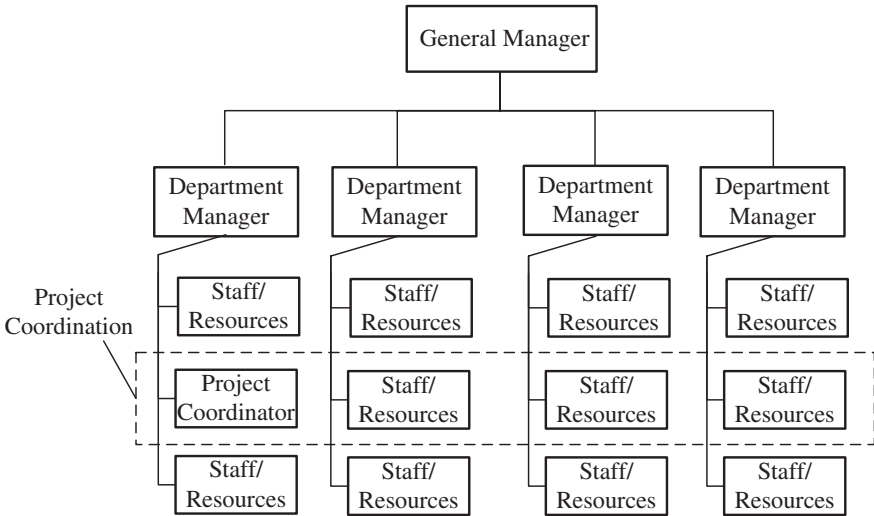 General Manager
Department
Manager
Department
Manager
Department
Manager
Department
Manager
Project
Coordination
Staff/
Resources
Staff/
Resources
Staff/
Resources
Staff/
Resources
Project
Coordinator
Staff/
Resources
Staff/
Resources
Staff/
Resources
Staff/
Resources
Staff/
Resources
Staff/
Resources
Staff/
Resources